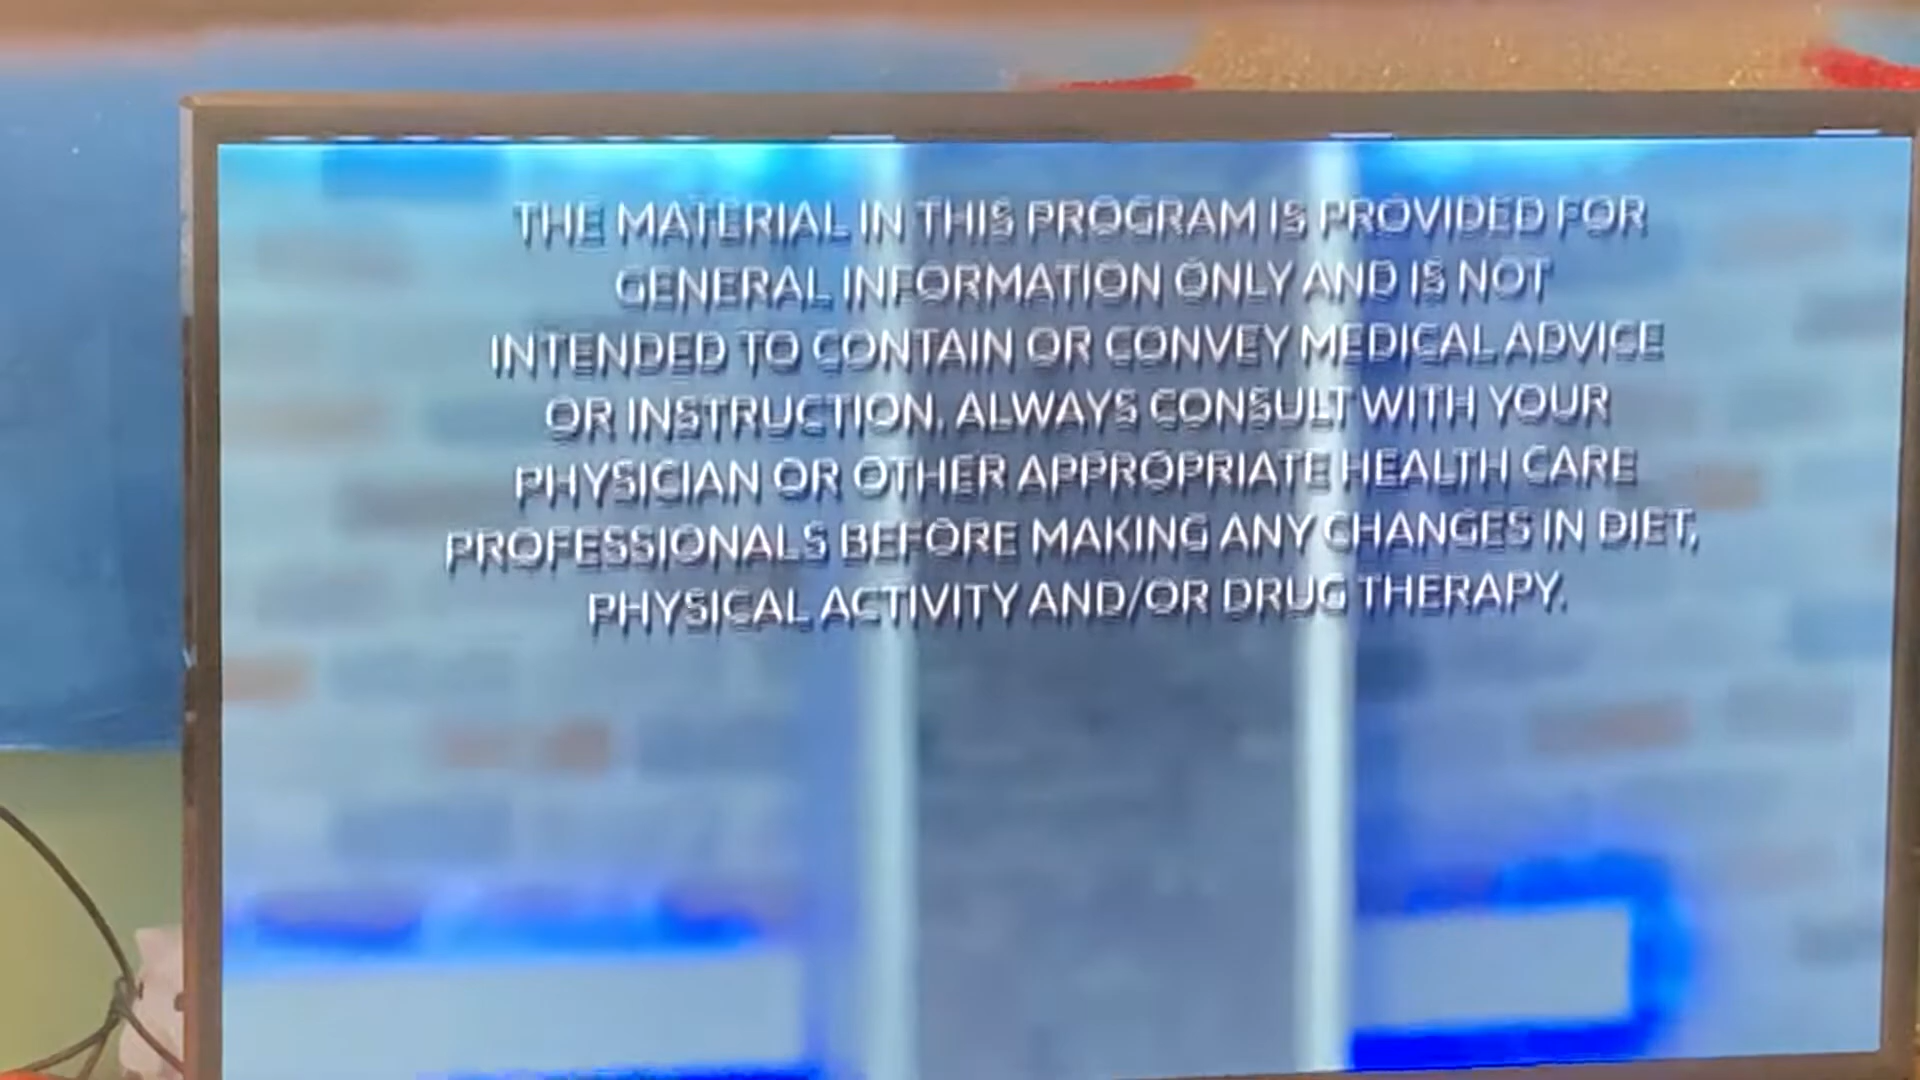 THE MATERIAL IN THIS PROGRAM IS PROVIDED FOR
GENERAL INFORMATION ONLY AND IS NOT
INTENDED TO CONTAIN OR CONVEY MEDICAL ADVICE
OR INSTRUCTION. ALWAYS CONSULT WITH YOUR
PHYSICIAN OR OTHER APPROPRIATE HEALTH CARE
PROFESSIONALS BEFORE MAKING ANY CHANGES IN DIET,
PHYSICAL ACTIVITY AND/OR DRUG THERAPY.